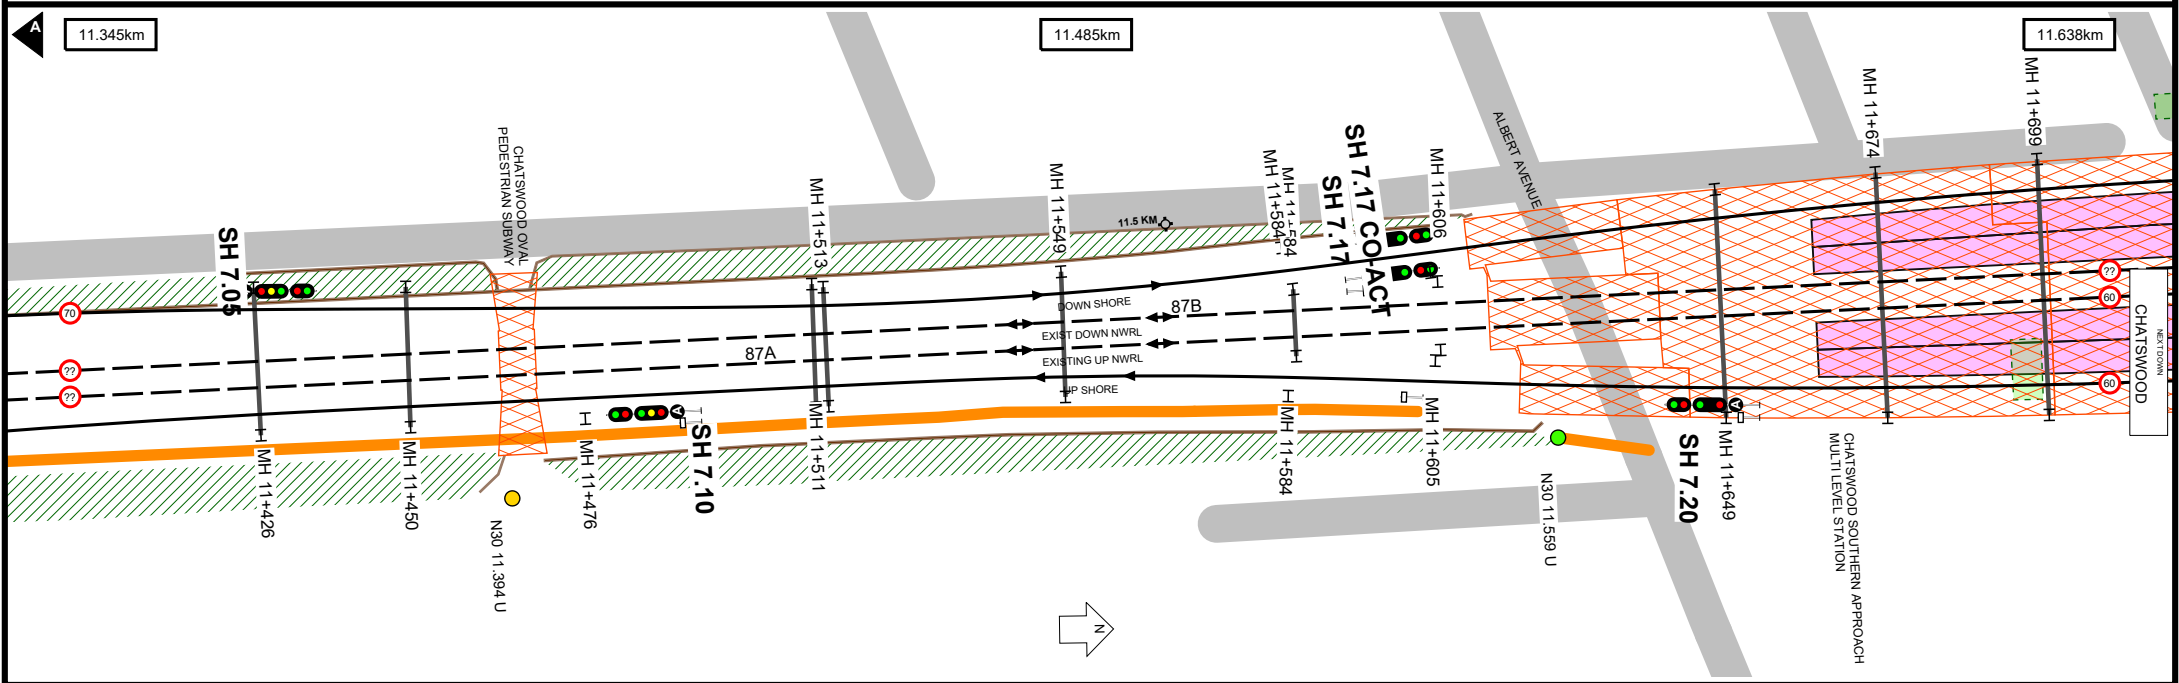 A
11.345km
11.485km
11.638km
MH 11+674
MH 11+699
ALBERT AVENUE
CHATSWOOD OVAL
PEDESTRIAN SUBWAY
SH 7.05
MH 11+513
MH 11+549
11.5 KM
MH 11+584
MH 11+584
SH 7.17
SH 7.17 CO-ACT
MH 11+606
70
??
??
DOWN SHORE
87B
EXIST DOWN NWRL
87A
EXISTING UP NWRL
UP SHORE
??
60
60
CHATSWOOD
NEXT DOWN
A
A
MH 11+426
MH 11+450
MH 11+476
SH 7.10
MH 11+511
MH 11+584
MH 11+605
N30 11.394 U
N30 11.559 U
SH 7.20
MH 11+649
CHATSWOOD SOUTHERN APPROACH
MULTI LEVEL STATION
N